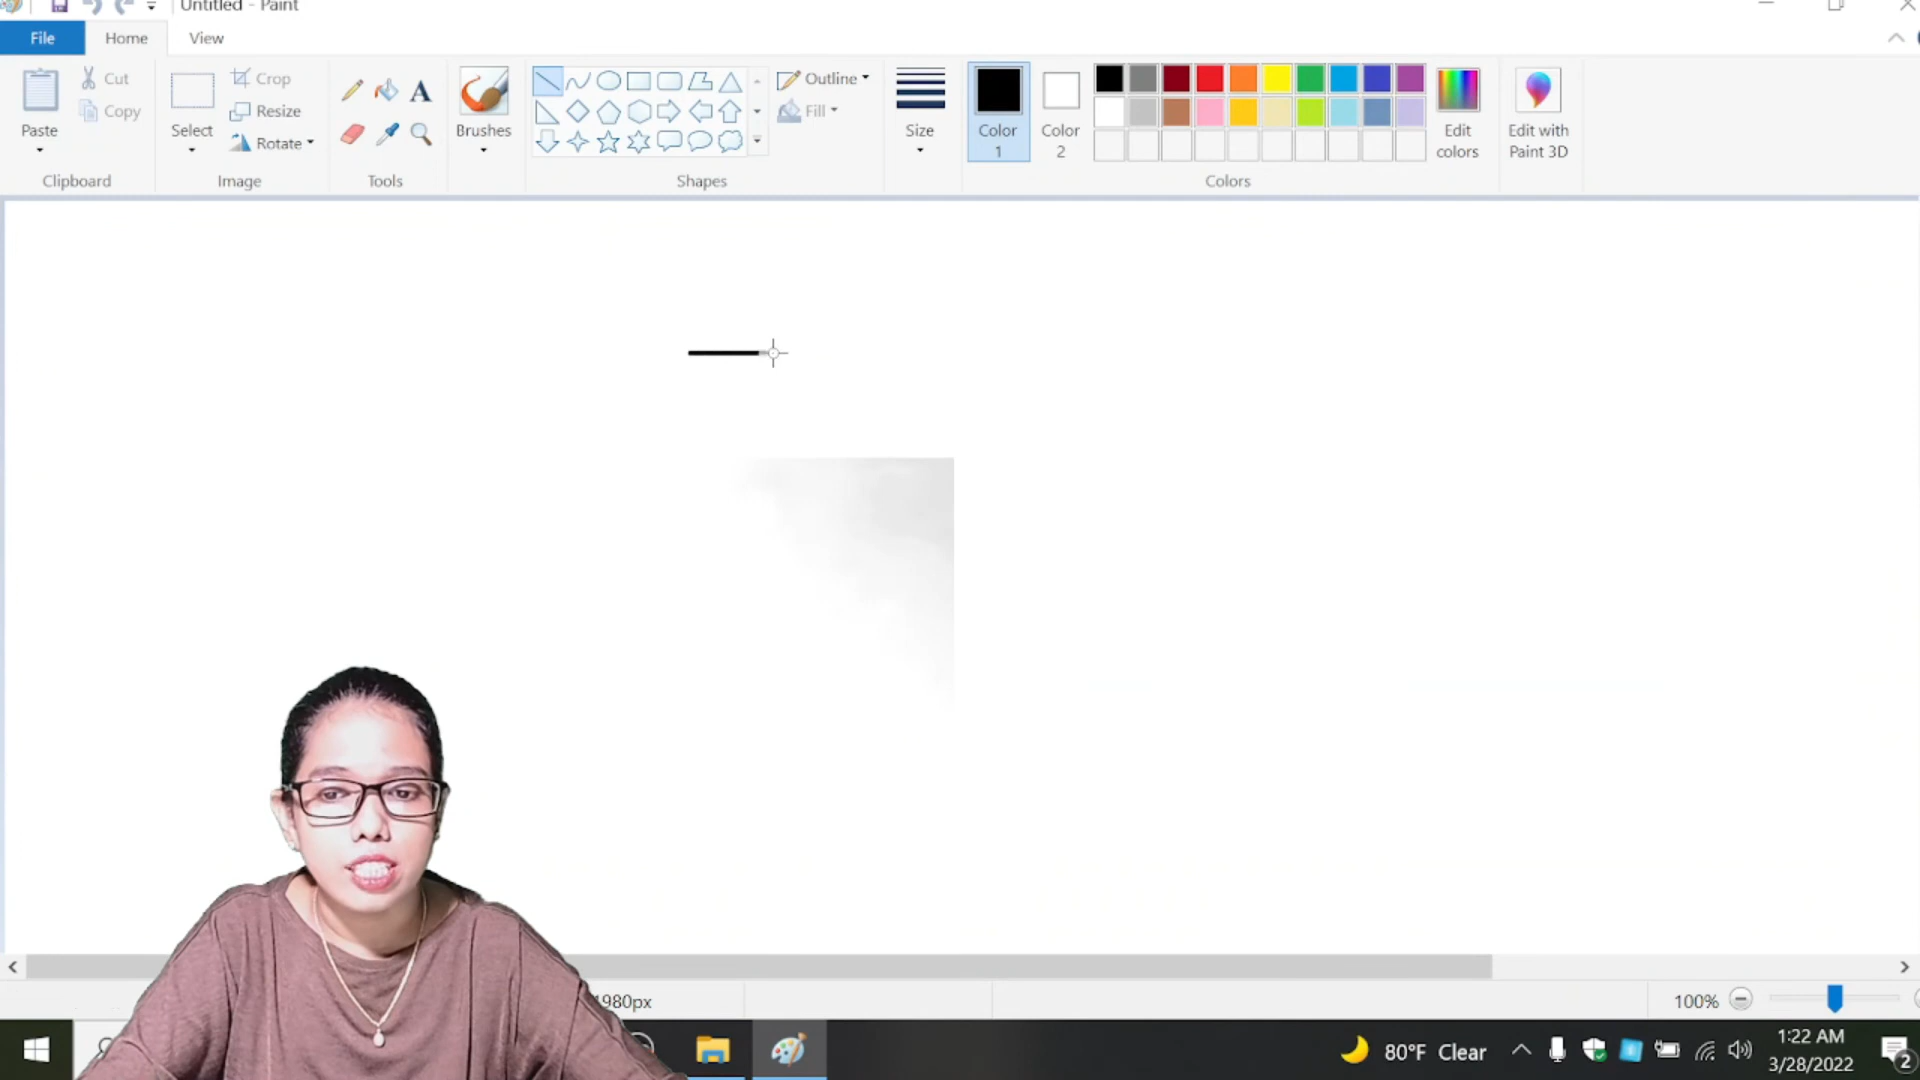 Untitled - Paint
File Home View
Paste
Cut
Copy
Clipboard
Select
Crop
Resize
Rotate
Image
A
Tools
Brushes
Outline
Fill
Shapes
Size
Color 1
Color 2
Edit colors
Colors
Edit with Paint 3D
1980px
100%
80°F Clear
1:22 AM
3/28/2022
2